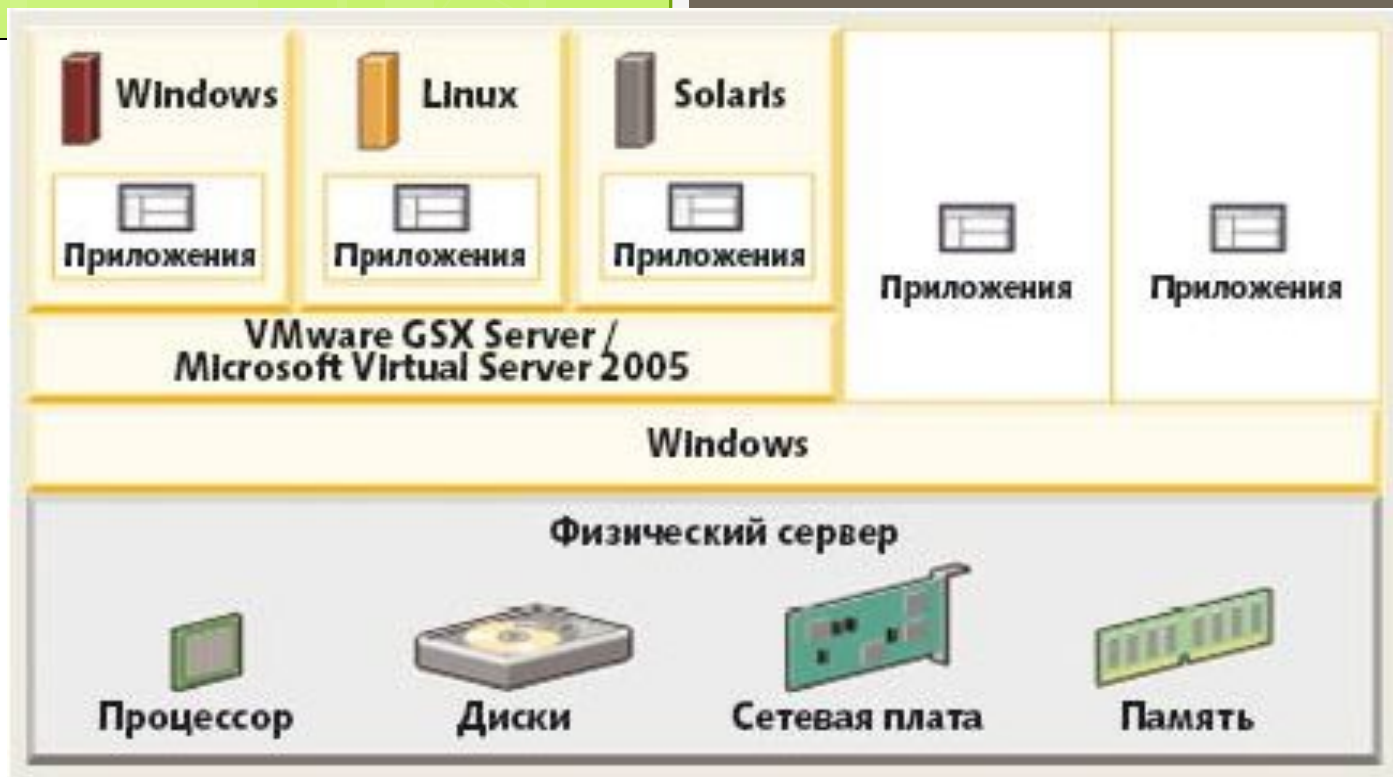 Windows
Linux
Solaris
Приложения
Приложения
Приложения
Приложения
Приложения
VMware GSX Server /
Microsoft Virtual Server 2005
Windows
Физический сервер
Процессор
Диски
Сетевая плата
Память